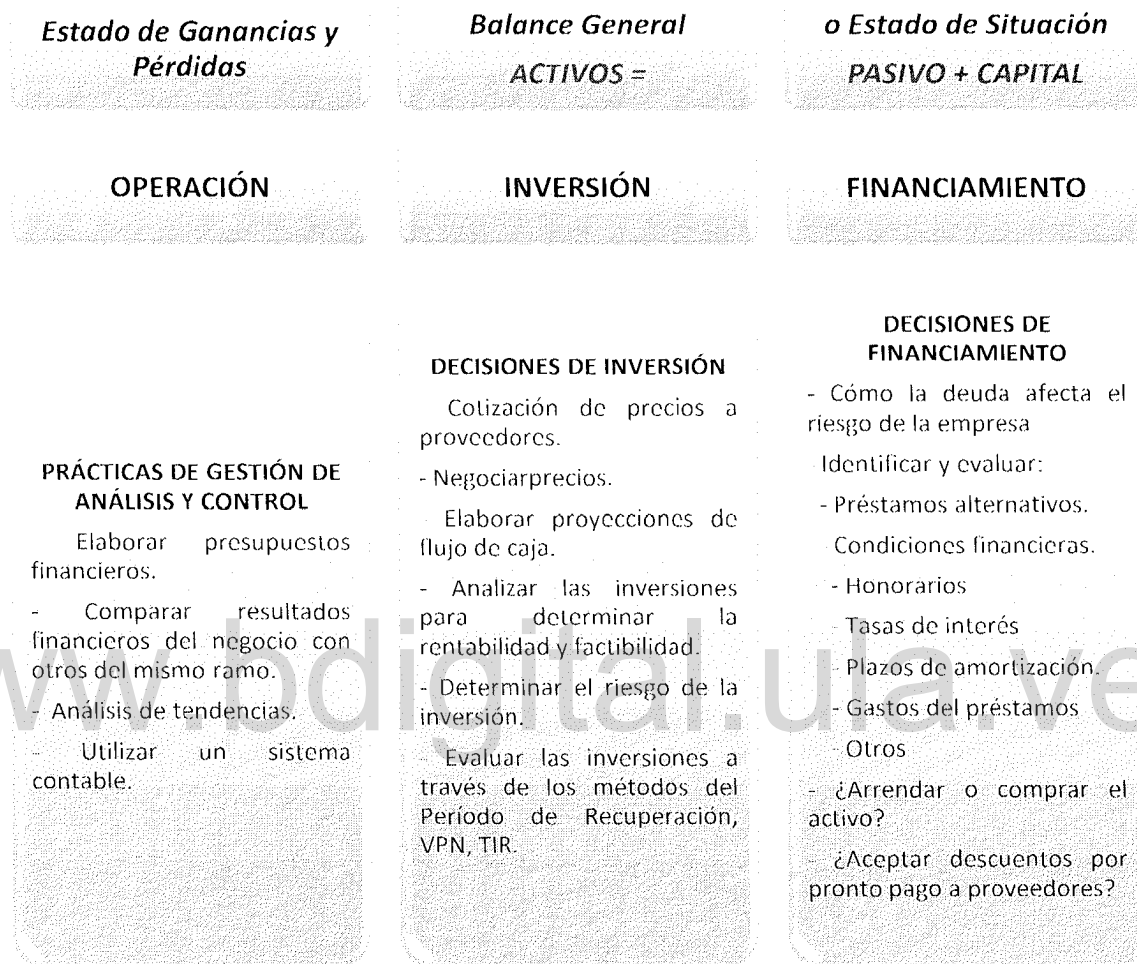 Estado de Ganancias y
Pérdidas
Balance General
ACTIVOS =
o Estado de Situación
PASIVO + CAPITAL
OPERACIÓN
INVERSIÓN
FINANCIAMIENTO
PRÁCTICAS DE GESTIÓN DE
ANÁLISIS Y CONTROL
Elaborar presupuestos
financieros.
- Comparar resultados
financieros del negocio con
otros del mismo ramo.
- Análisis de tendencias.
- Utilizar un sistema
contable.
DECISIONES DE INVERSIÓN
Cotización de precios a
proveedores.
- Negociarprecios.
Elaborar proyecciones de
flujo de caja.
- Analizar las inversiones
para determinar la
rentabilidad y factibilidad.
- Determinar el riesgo de la
inversión.
- Evaluar las inversiones a
través de los métodos del
Período de Recuperación,
VPN, TIR.
DECISIONES DE
FINANCIAMIENTO
- Cómo la deuda afecta el
riesgo de la empresa
Identificar y evaluar:
- Préstamos alternativos.
Condiciones financieras.
- Honorarios
- Tasas de interés
- Plazos de amortización.
- Gastos del préstamos
- Otros
- ¿Arrendar o comprar el
activo?
- ¿Aceptar descuentos por
pronto pago a proveedores?
www.bdigital.ula.ve